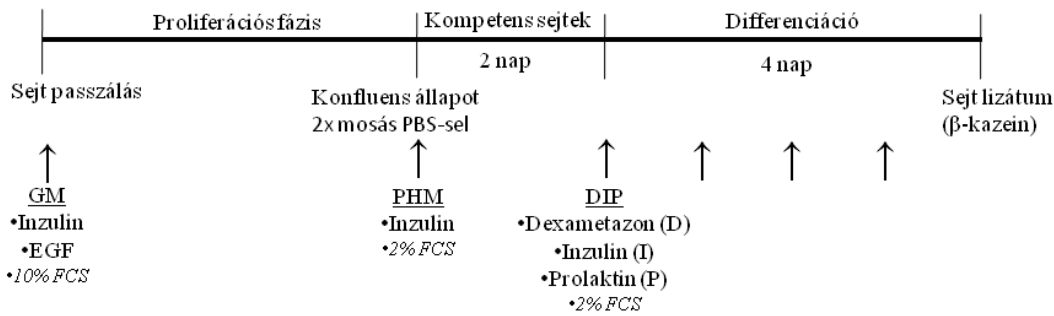 Proliferációs fázis
Kompetens sejtek
Differenciáció
2 nap
4 nap
Sejt passzálás
Konfluens állapot
2x mosás PBS-sel
Sejt lizátum
(β-kazein)
GM
•Inzulin
•EGF
•10% FCS
PHM
•Inzulin
•2% FCS
DIP
•Dexametazon (D)
•Inzulin (I)
•Prolaktin (P)
•2% FCS